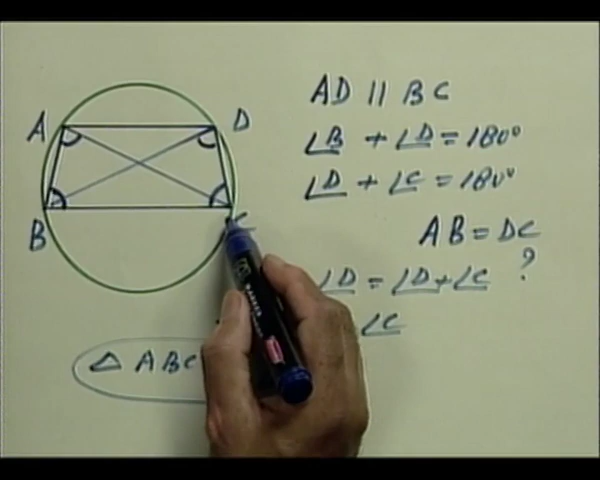 A D
B C
AD || BC
∠B + ∠D = 180°
∠D + ∠C = 180°
AB = DC
?
∠D = ∠D + ∠C
∠C
△ ABC